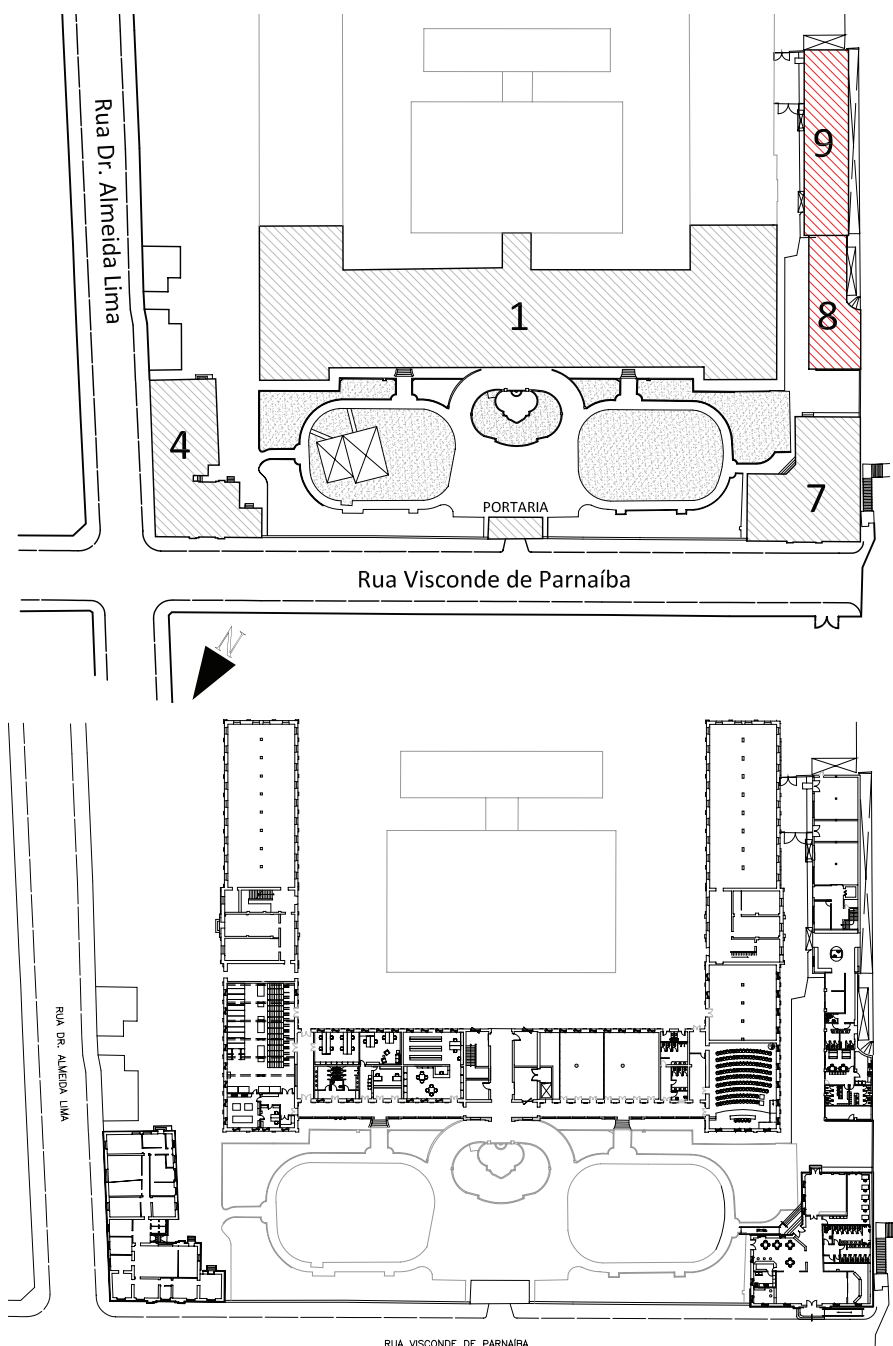 Rua Dr. Almeida Lima
9
1
8
4
7
PORTARIA
Rua Visconde de Parnaíba
N
RUA DR. ALMEIDA LIMA
RUA VISCONDE DE PARNAÍBA